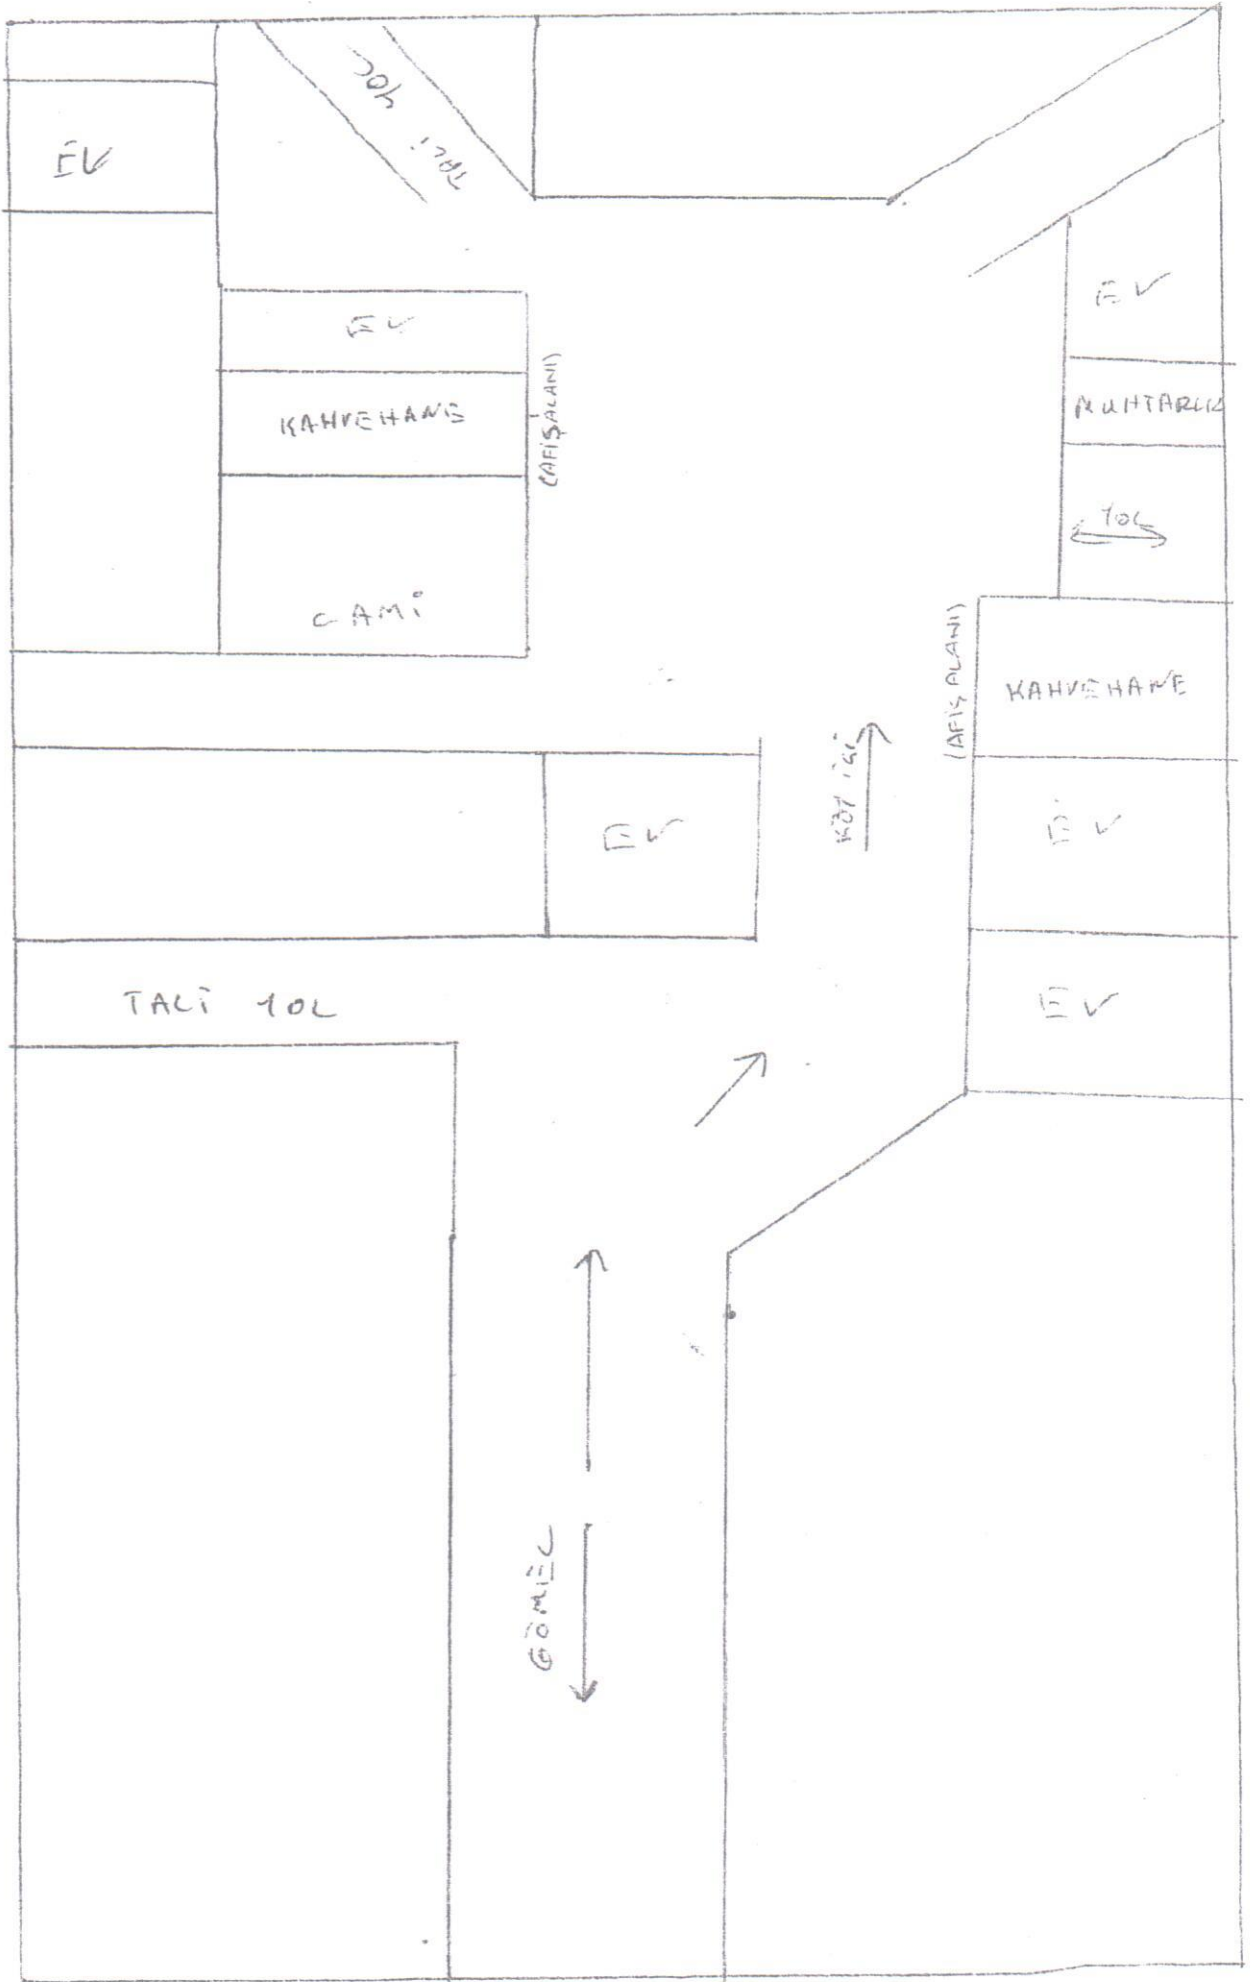 TALİ YOL
EV
EV
EV
KAHVEHANE
(AFİŞ ALANI)
MUHTARLIK
YOL
CAMİ
(AFİŞ ALANI)
KAHVEHANE
KÖY İÇİ
EV
EV
TALİ YOL
EV
GÖMEÇ